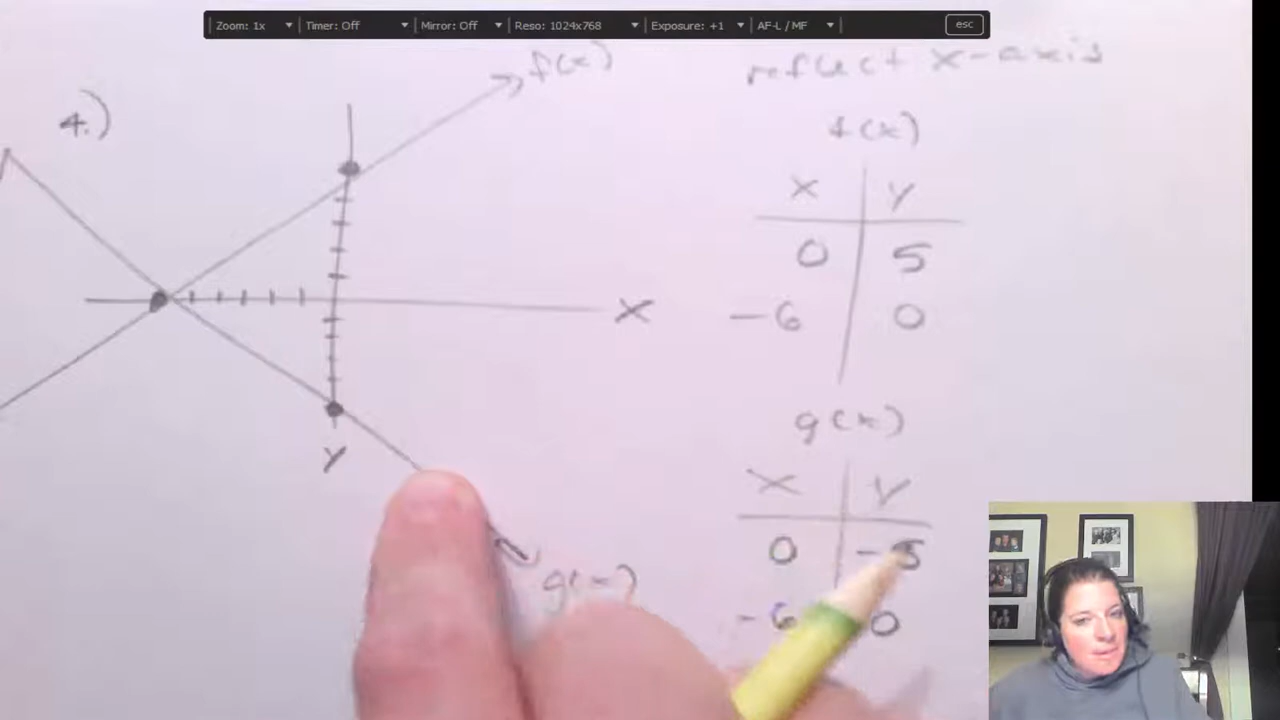 Zoom: 1x Timer: Off Mirror: Off Reso: 1024x768 Exposure: +1 AF-L / MF esc
f(x)
reflect x-axis
4.)
f(x)
x y
0 5
-6 0
x
g(x)
y
x y
0 -5
g(x)
-6 0